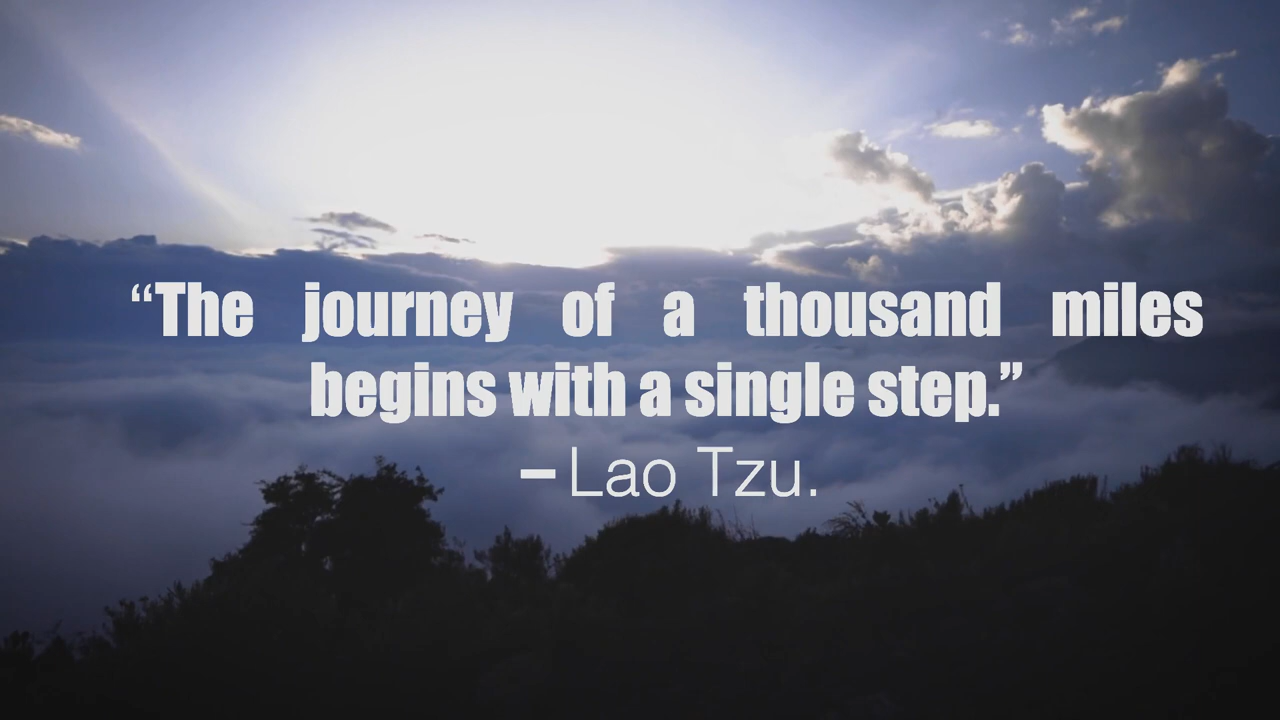 “The journey of a thousand miles
begins with a single step.”
– Lao Tzu.